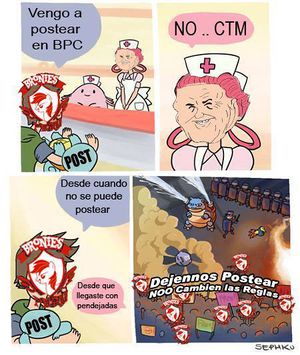 Vengo a
postear
en BPC
NO .. CTM
BRONIES
POST
Desde cuando
no se puede
postear
BRONIES
Desde que
llegaste con
pendejadas
POST
Dejennos Postear
NOO Cambien las Reglas
SEPHKO